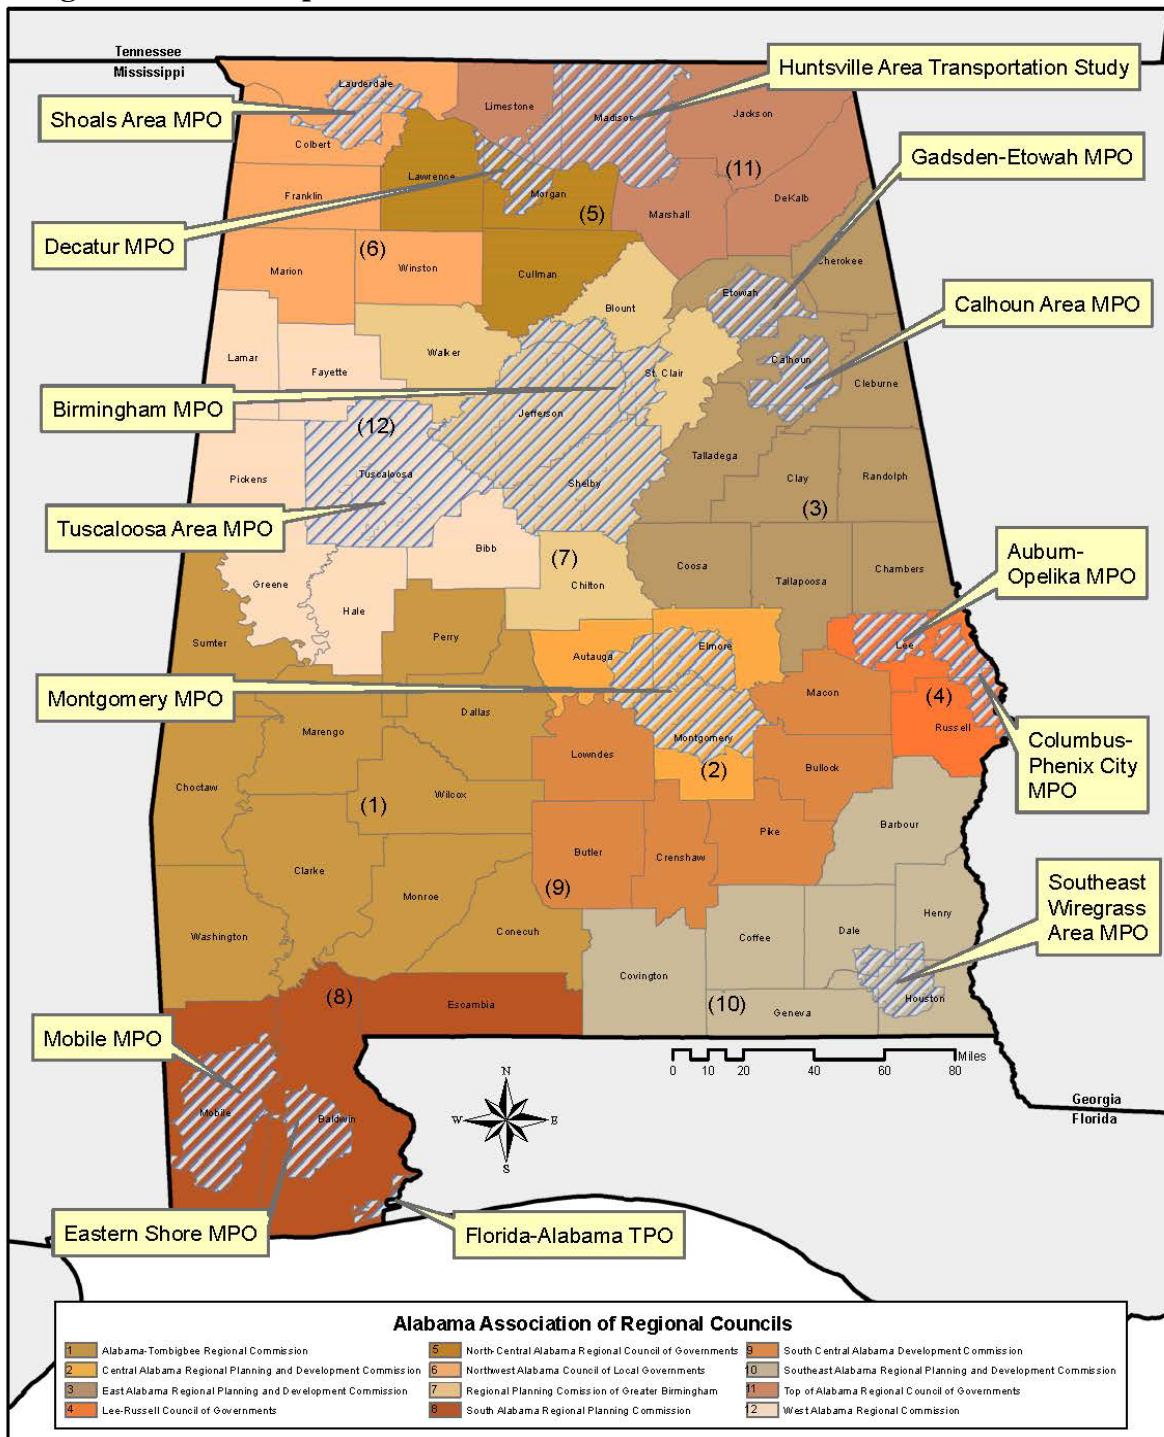 Tennessee
Mississippi
Huntsville Area Transportation Study
Shoals Area MPO
Gadsden-Etowah MPO
Decatur MPO
Calhoun Area MPO
Birmingham MPO
Tuscaloosa Area MPO
Auburn-
Opelika MPO
Montgomery MPO
Columbus-
Phenix City
MPO
Southeast
Wiregrass
Area MPO
Mobile MPO
Eastern Shore MPO
Florida-Alabama TPO
Lauderdale
Limestone
Madison
Jackson
Colbert
Lawrence
(11)
Franklin
Morgan
(5)
Marshall
DeKalb
(6)
Marion
Winston
Cullman
Cherokee
Etowah
Blount
Lamar
Fayette
Walker
St. Clair
Calhoun
Cleburne
Jefferson
(12)
Pickens
Tuscaloosa
Shelby
Talladega
Clay
Randolph
(3)
Bibb
(7)
Chilton
Coosa
Tallapoosa
Chambers
Greene
Hale
Sumter
Perry
Autauga
Elmore
Lee
Macon
(4)
Russell
Marengo
Dallas
Montgomery
Lowndes
(2)
Bullock
Choctaw
(1)
Wilcox
Barbour
Pike
Butler
Crenshaw
(9)
Clarke
Monroe
Henry
Washington
Conecuh
Coffee
Dale
Covington
(10)
Geneva
Houston
(8)
Escambia
Mobile
Baldwin
N
W E
S
Miles
0 10 20 40 60 80
Georgia
Florida
Alabama Association of Regional Councils
1 Alabama-Tombigbee Regional Commission
2 Central Alabama Regional Planning and Development Commission
3 East Alabama Regional Planning and Development Commission
4 Lee-Russell Council of Governments
5 North-Central Alabama Regional Council of Governments
6 Northwest Alabama Council of Local Governments
7 Regional Planning Comission of Greater Birmingham
8 South Alabama Regional Planning Commission
9 South Central Alabama Development Commission
10 Southeast Alabama Regional Planning and Development Commission
11 Top of Alabama Regional Council of Governments
12 West Alabama Regional Commission